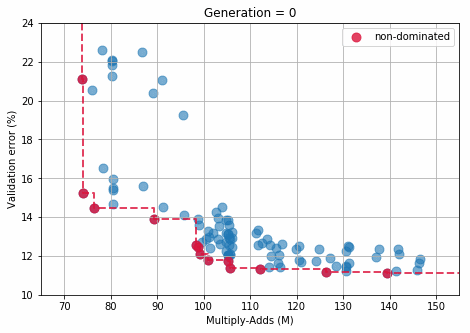 Generation = 0
non-dominated
Validation error (%)
24
22
20
18
16
14
12
10
70 80 90 100 110 120 130 140 150
Multiply-Adds (M)